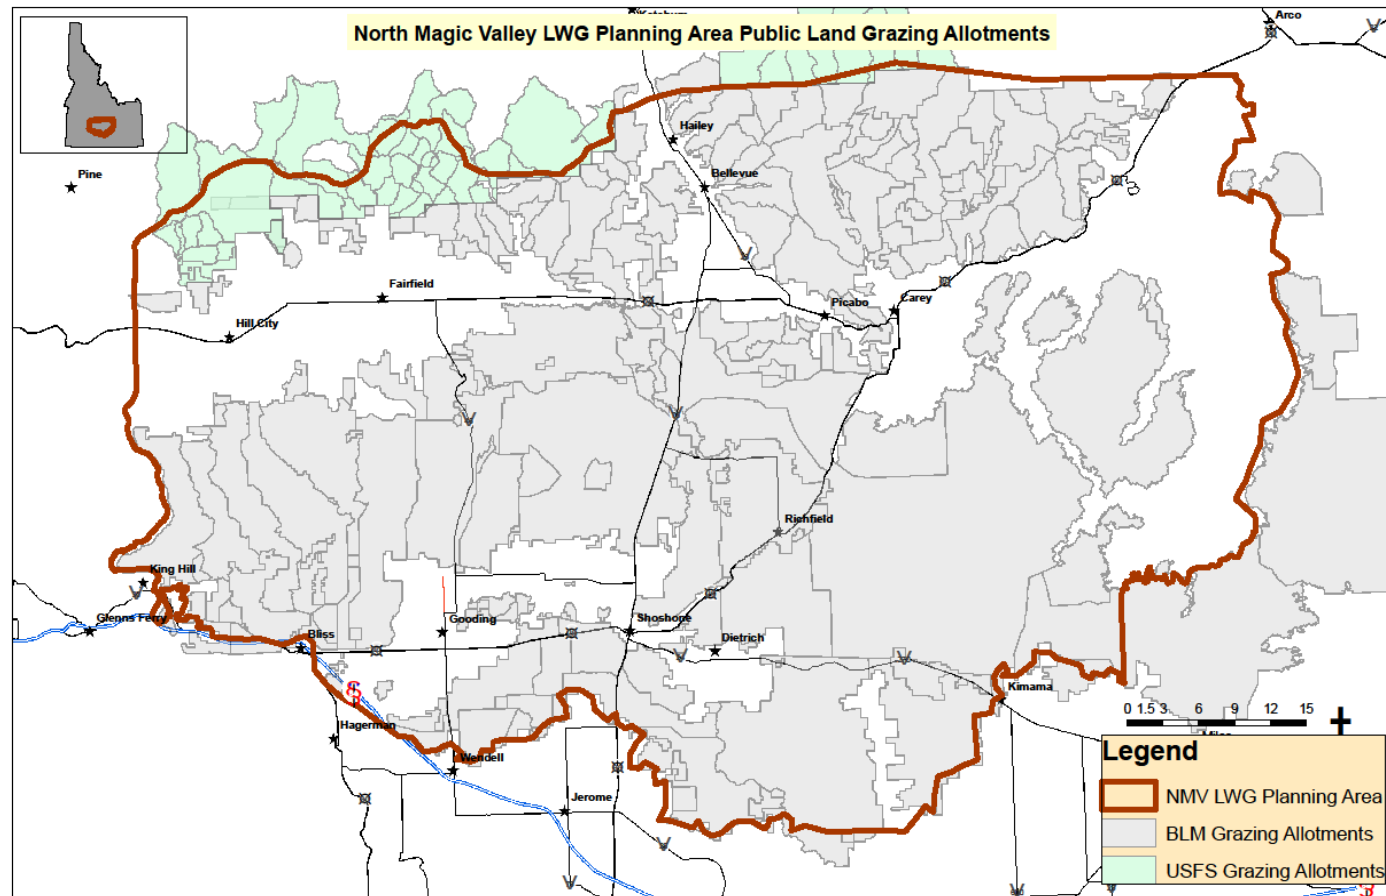 North Magic Valley LWG Planning Area Public Land Grazing Allotments
Arco
Hailey
Pine
Bellevue
Fairfield
Picabo
Carey
Hill City
Richfield
King Hill
Glenns Ferry
Bliss
Gooding
Shoshone
Dietrich
Kimama
Hagerman
Wendell
Jerome
0 1.5 3 6 9 12 15
Legend
NMV LWG Planning Area
BLM Grazing Allotments
USFS Grazing Allotments